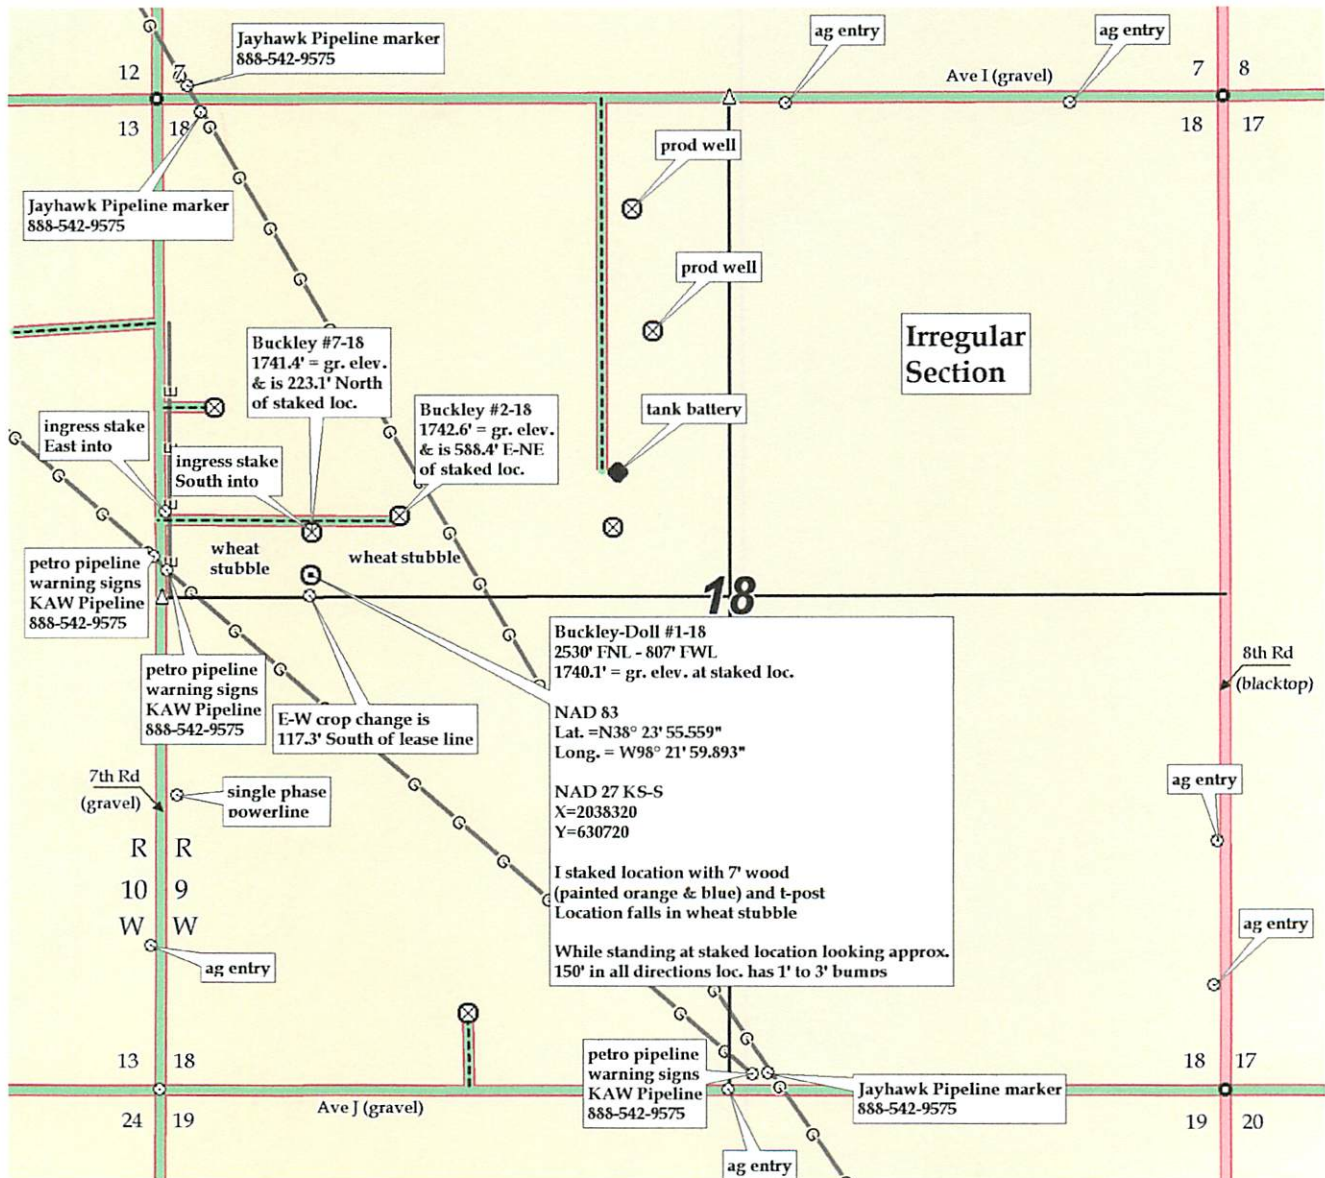 Jayhawk Pipeline marker
888-542-9575
ag entry
ag entry
12 7
Ave I (gravel)
7 8
13 18
18 17
prod well
Jayhawk Pipeline marker
888-542-9575
prod well
Irregular
Section
Buckley #7-18
1741.4' = gr. elev.
& is 223.1' North
of staked loc.
Buckley #2-18
1742.6' = gr. elev.
& is 588.4' E-NE
of staked loc.
tank battery
ingress stake
East into
ingress stake
South into
wheat
stubble
wheat stubble
petro pipeline
warning signs
KAW Pipeline
888-542-9575
18
Buckley-Doll #1-18
2530' FNL - 807' FWL
1740.1' = gr. elev. at staked loc.
NAD 83
Lat. =N38° 23' 55.559"
Long. = W98° 21' 59.893"
NAD 27 KS-S
X=2038320
Y=630720
I staked location with 7' wood
(painted orange & blue) and t-post
Location falls in wheat stubble
While standing at staked location looking approx.
150' in all directions loc. has 1' to 3' bumps
petro pipeline
warning signs
KAW Pipeline
888-542-9575
E-W crop change is
117.3' South of lease line
8th Rd
(blacktop)
7th Rd
(gravel)
single phase
powerline
ag entry
R R
10 9
W W
ag entry
ag entry
13 18
petro pipeline
warning signs
KAW Pipeline
888-542-9575
Jayhawk Pipeline marker
888-542-9575
18 17
Ave J (gravel)
24 19
19 20
ag entry
G G G G G G G G G G G G
G G G G G G G G G G G G
E E E E